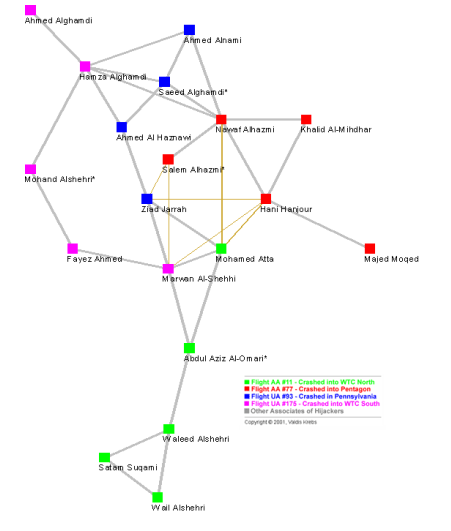 Ahmed Alghamdi
Ahmed Alnami
Hamza Alghamdi
Saeed Alghamdi*
Nawaf Alhazmi
Khalid Al-Mihdhar
Ahmed Al Haznawi
Salem Alhazmi*
Mohand Alshehri*
Ziad Jarrah
Hani Hanjour
Fayez Ahmed
Mohamed Atta
Majed Moqed
Marwan Al-Shehhi
Abdul Aziz Al-Omari*
Flight AA #11 - Crashed into WTC North
Flight AA #77 - Crashed into Pentagon
Flight UA #93 - Crashed in Pennsylvania
Flight UA #175 - Crashed into WTC South
Other Associates of Hijackers
Copyright © 2001, Valdis Krebs
Waleed Alshehri
Satam Suqami
Wail Alshehri